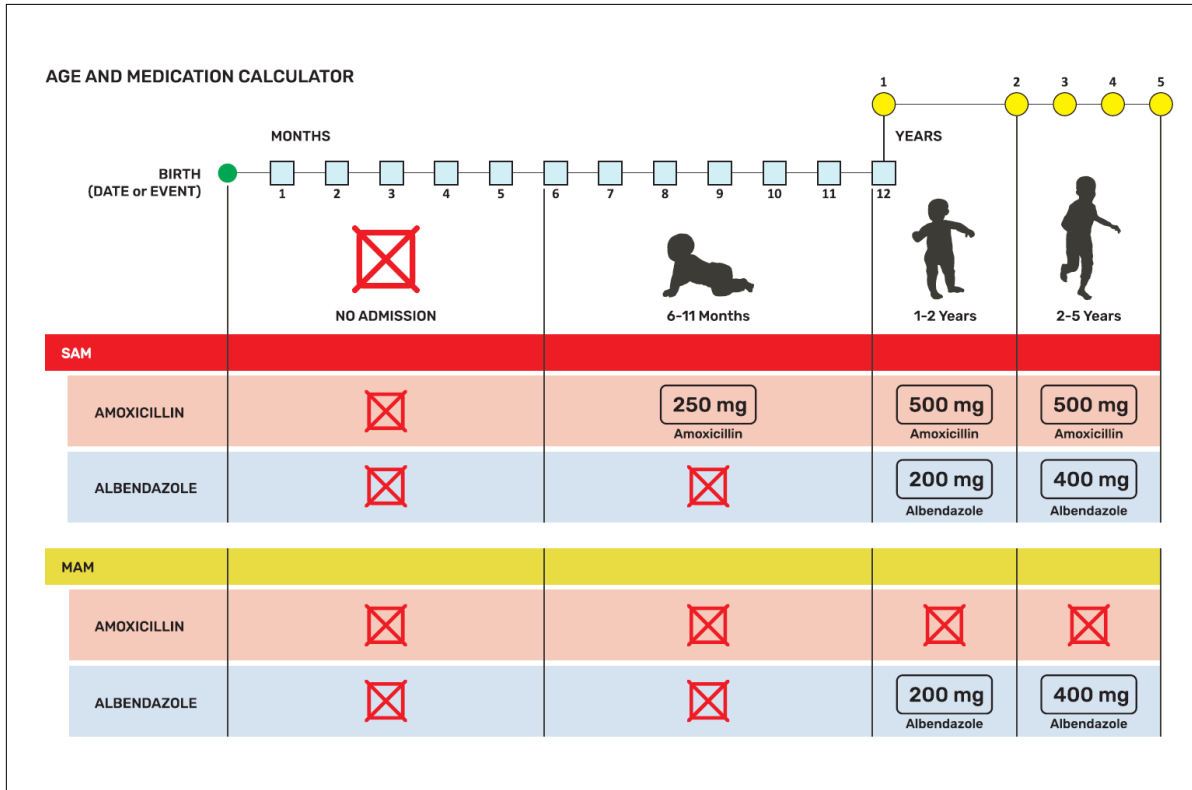 AGE AND MEDICATION CALCULATOR
1 2 3 4 5
MONTHS YEARS
BIRTH
(DATE or EVENT)
1 2 3 4 5 6 7 8 9 10 11 12
NO ADMISSION 6-11 Months 1-2 Years 2-5 Years
SAM
AMOXICILLIN 250 mg 500 mg 500 mg
Amoxicillin Amoxicillin Amoxicillin
ALBENDAZOLE 200 mg 400 mg
Albendazole Albendazole
MAM
AMOXICILLIN
ALBENDAZOLE 200 mg 400 mg
Albendazole Albendazole